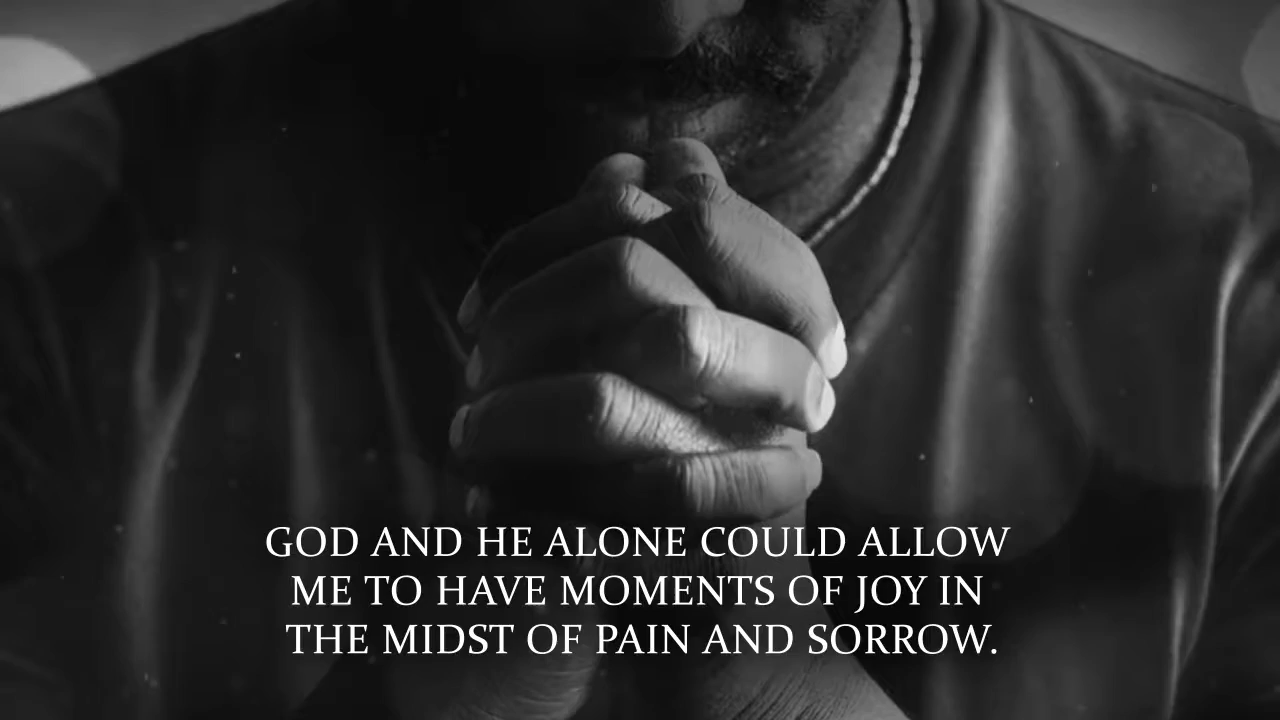 GOD AND HE ALONE COULD ALLOW
ME TO HAVE MOMENTS OF JOY IN
THE MIDST OF PAIN AND SORROW.